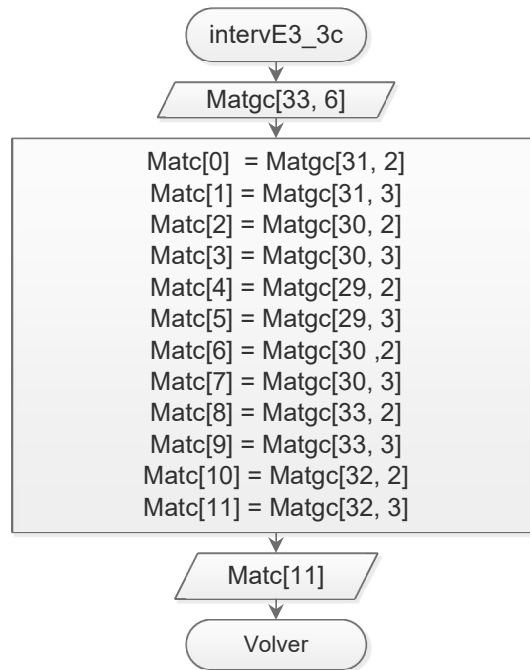 intervE3_3c
Matgc[33, 6]
Matc[0]  = Matgc[31, 2]
Matc[1] = Matgc[31, 3]
Matc[2] = Matgc[30, 2]
Matc[3] = Matgc[30, 3]
Matc[4] = Matgc[29, 2]
Matc[5] = Matgc[29, 3]
Matc[6] = Matgc[30 ,2]
Matc[7] = Matgc[30, 3]
Matc[8] = Matgc[33, 2]
Matc[9] = Matgc[33, 3]
Matc[10] = Matgc[32, 2]
Matc[11] = Matgc[32, 3]
Matc[11]
Volver